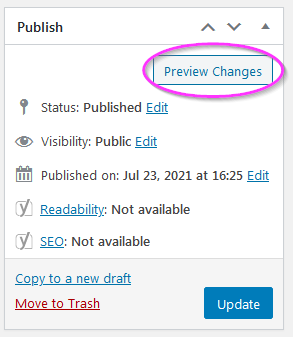 Publish
Preview Changes
Status: Published Edit
Visibility: Public Edit
Published on: Jul 23, 2021 at 16:25 Edit
Readability: Not available
SEO: Not available
Copy to a new draft
Move to Trash
Update